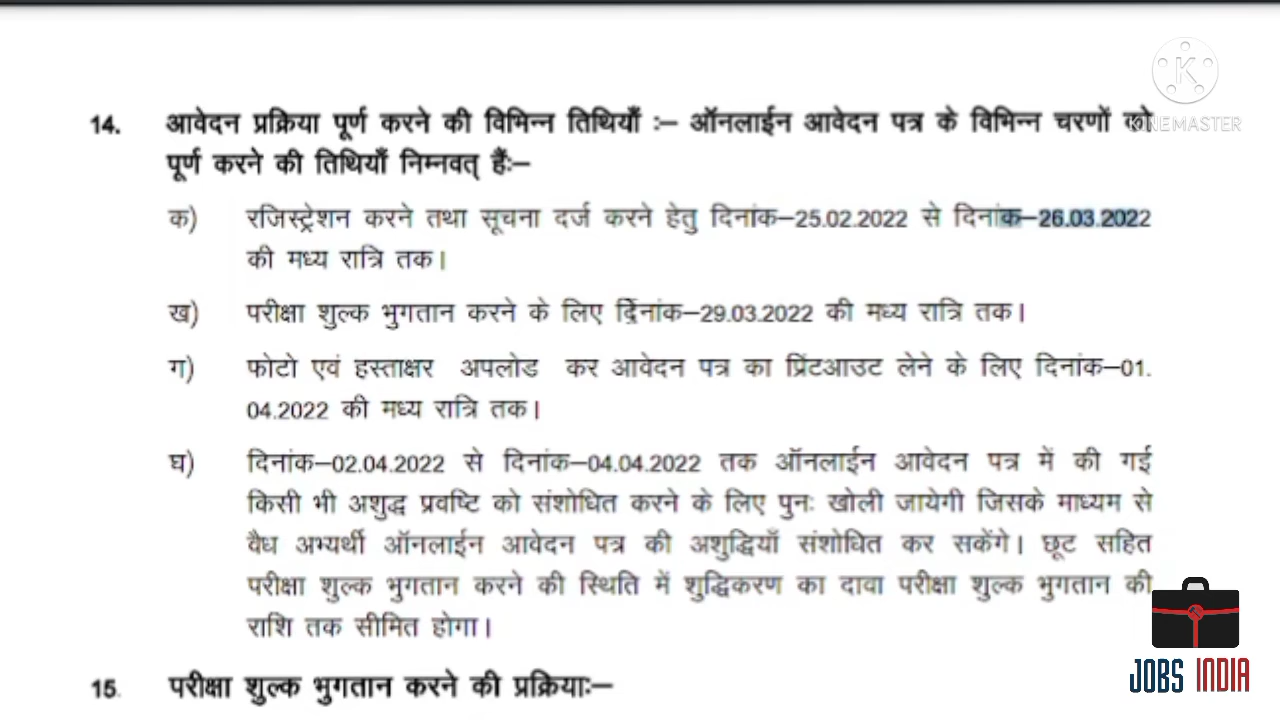 14. आवेदन प्रक्रिया पूर्ण करने की विभिन्न तिथियाँ :– ऑनलाईन आवेदन पत्र के विभिन्न चरणों को
पूर्ण करने की तिथियाँ निम्नवत् हैं:–
क) रजिस्ट्रेशन करने तथा सूचना दर्ज करने हेतु दिनांक–25.02.2022 से दिनांक–26.03.2022
की मध्य रात्रि तक।
ख) परीक्षा शुल्क भुगतान करने के लिए दिनांक–29.03.2022 की मध्य रात्रि तक।
ग) फोटो एवं हस्ताक्षर अपलोड कर आवेदन पत्र का प्रिंटआउट लेने के लिए दिनांक–01.
04.2022 की मध्य रात्रि तक।
घ) दिनांक–02.04.2022 से दिनांक–04.04.2022 तक ऑनलाईन आवेदन पत्र में की गई
किसी भी अशुद्ध प्रवष्टि को संशोधित करने के लिए पुनः खोली जायेगी जिसके माध्यम से
वैध अभ्यर्थी ऑनलाईन आवेदन पत्र की अशुद्धियाँ संशोधित कर सकेंगे। छूट सहित
परीक्षा शुल्क भुगतान करने की स्थिति में शुद्धिकरण का दावा परीक्षा शुल्क भुगतान की
राशि तक सीमित होगा।
15. परीक्षा शुल्क भुगतान करने की प्रक्रियाः–
K
KINEMASTER
JOBS INDIA